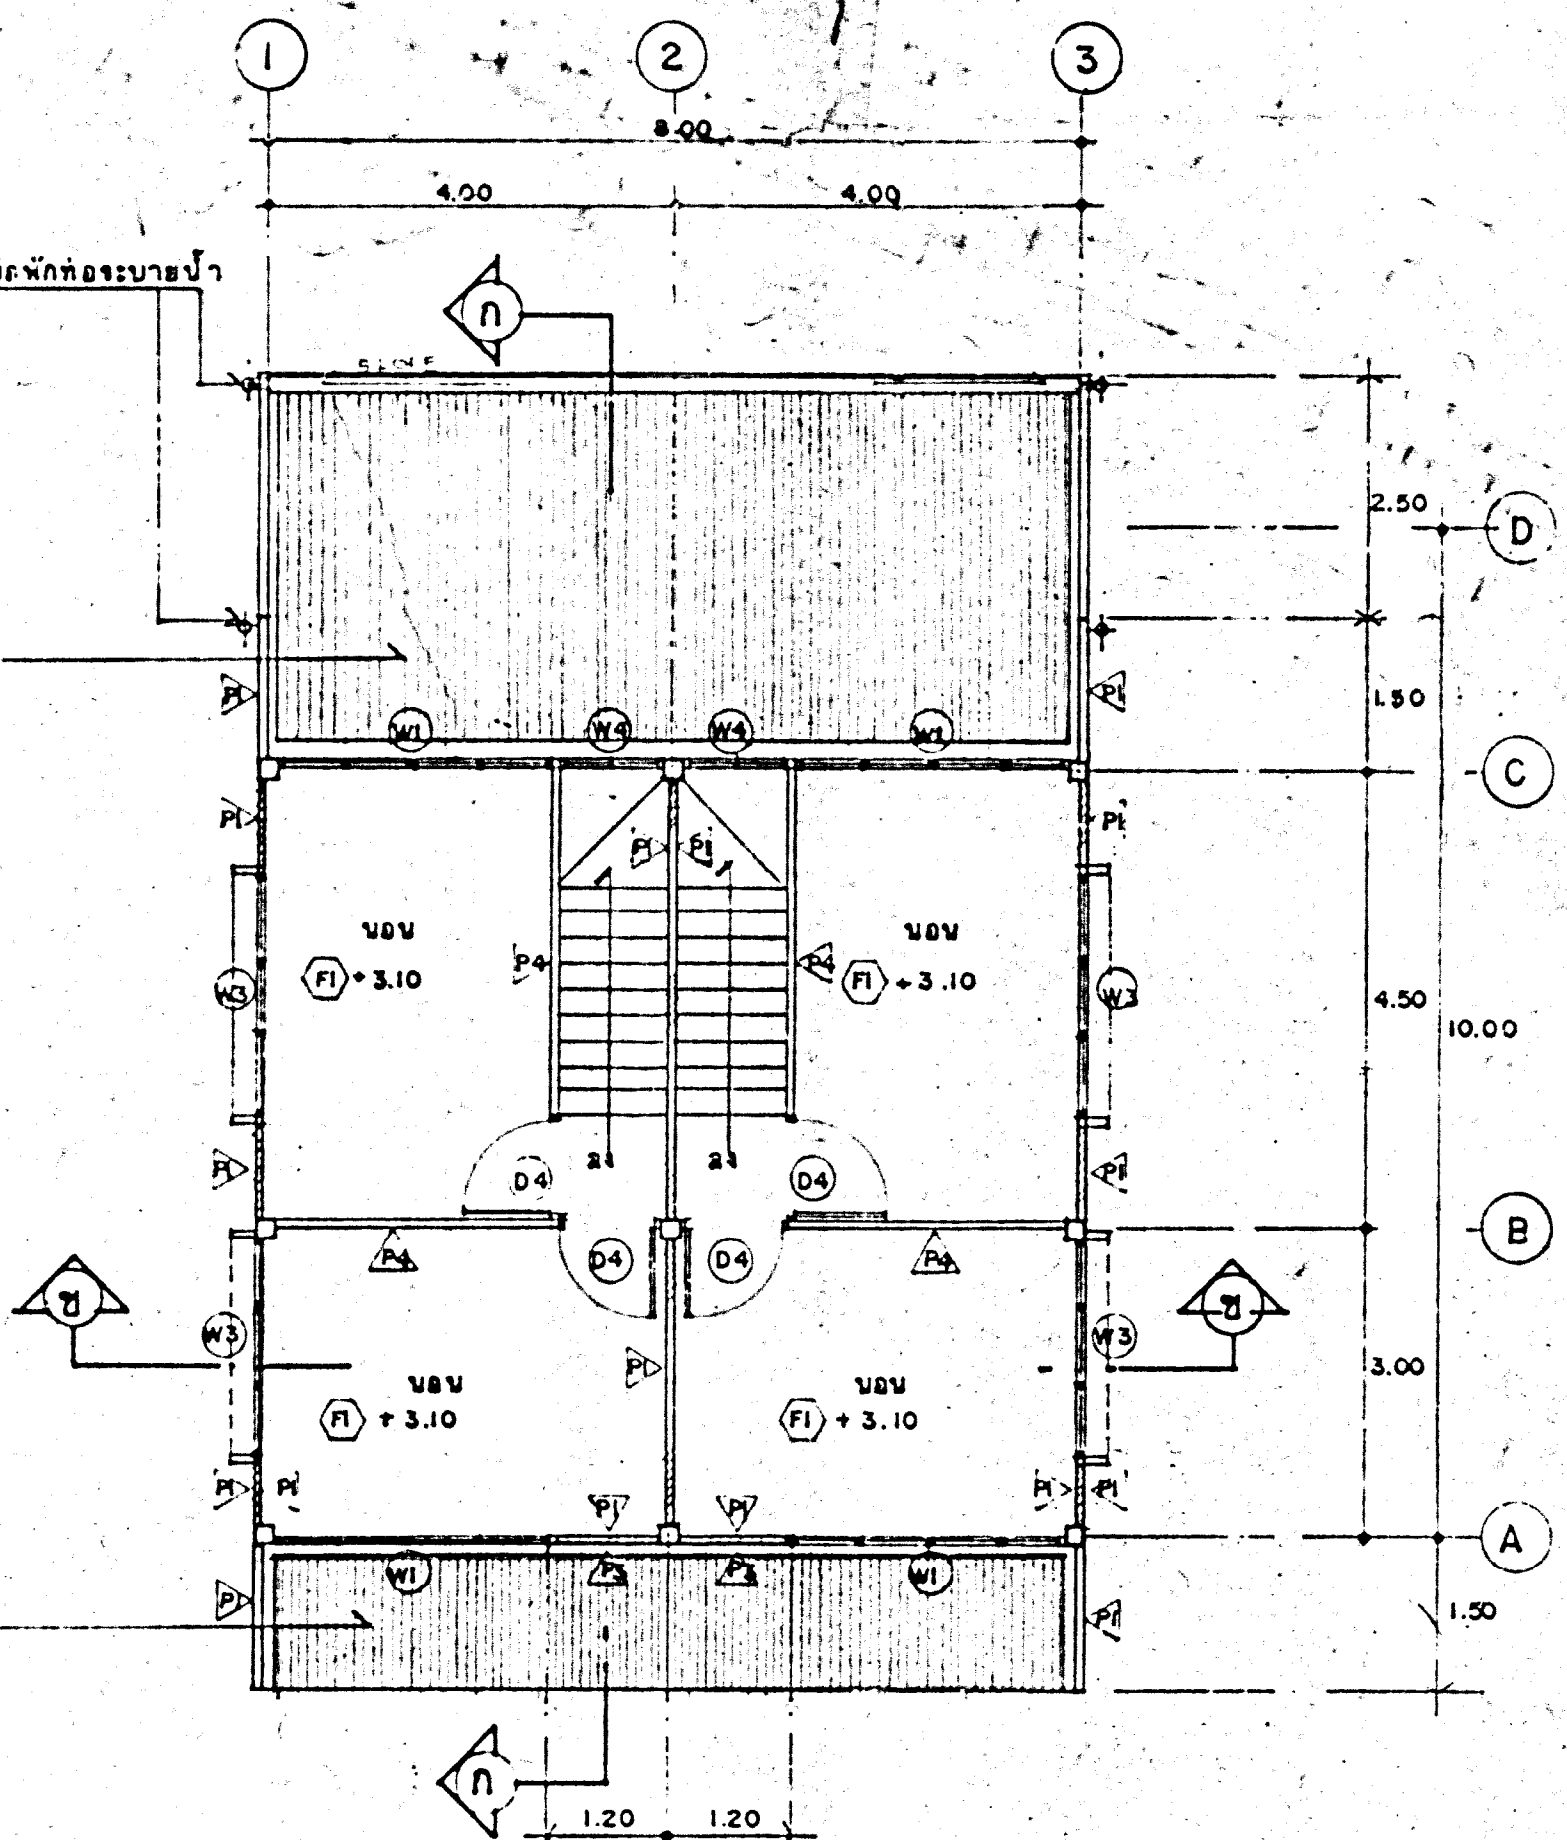 1 2 3
8.00
4.00 4.00
พักท่อระบายน้ำ
ก
2.50
D
P1 P1
1.50
W1 W4 W4 W1
C
P1 P1
P1 P1
นอน นอน
F1 + 3.10 P4 P4 F1 + 3.10
W3 W3
4.50
10.00
P1 D4 ลง ลง D4 P1
B
P4 D4 D4 P4
ข ข
W3 W3
P1
3.00
นอน นอน
F1 + 3.10 F1 + 3.10
P1 P1 P1 P1
P1 P1
A
W1 P3 P3 W1
P1 P1
1.50
ก
1.20 1.20